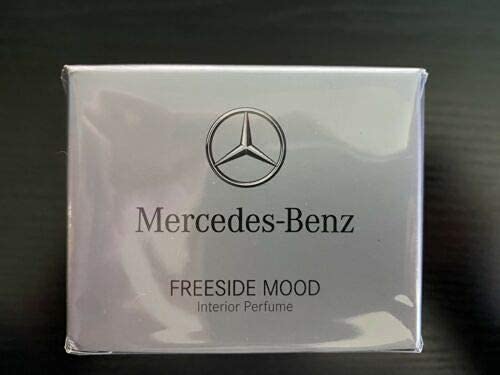 Mercedes-Benz
FREESIDE MOOD
Interior Perfume